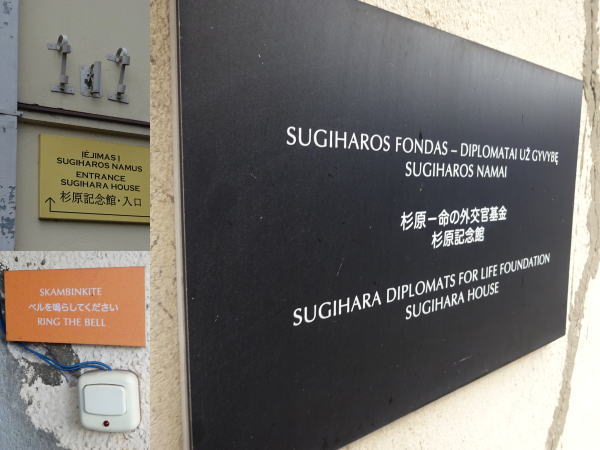 ĮĖJIMAS Į
SUGIHAROS NAMUS
ENTRANCE
SUGIHARA HOUSE
杉原記念館・入口
SKAMBINKITE
ベルを鳴らしてください
RING THE BELL
SUGIHAROS FONDAS – DIPLOMATAI UŽ GYVYBĘ
SUGIHAROS NAMAI
杉原－命の外交官基金
杉原記念館
SUGIHARA DIPLOMATS FOR LIFE FOUNDATION
SUGIHARA HOUSE